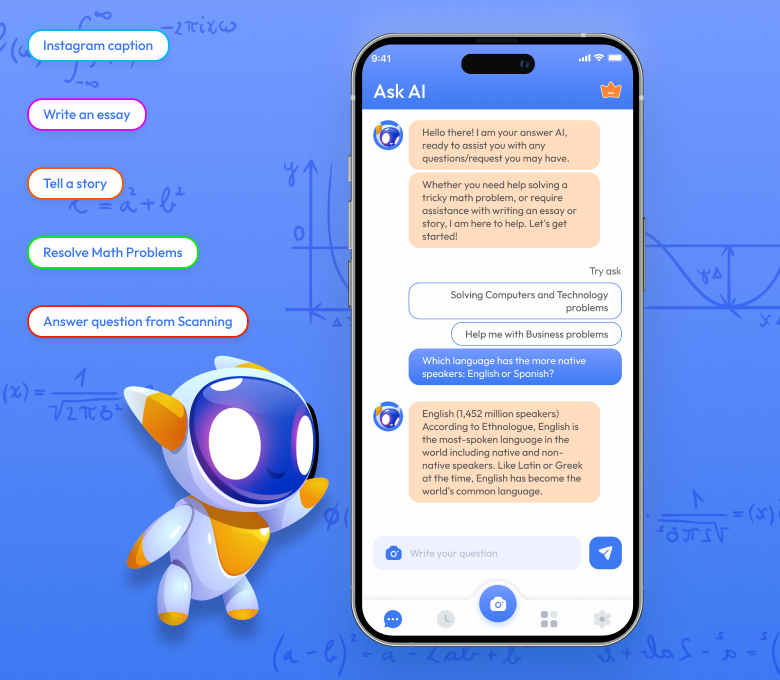 Instagram caption
Write an essay
Tell a story
Resolve Math Problems
Answer question from Scanning
9:41
Ask AI
Hello there! I am your answer AI,
ready to assist you with any
questions/request you may have.
Whether you need help solving a
tricky math problem, or require
assistance with writing an essay or
story, I am here to help. Let's get
started!
Try ask
Solving Computers and Technology
problems
Help me with Business problems
Which language has the more native
speakers: English or Spanish?
English (1,452 million speakers)
According to Ethnologue, English is
the most-spoken language in the
world including native and non-
native speakers. Like Latin or Greek
at the time, English has become the
world's common language.
Write your question